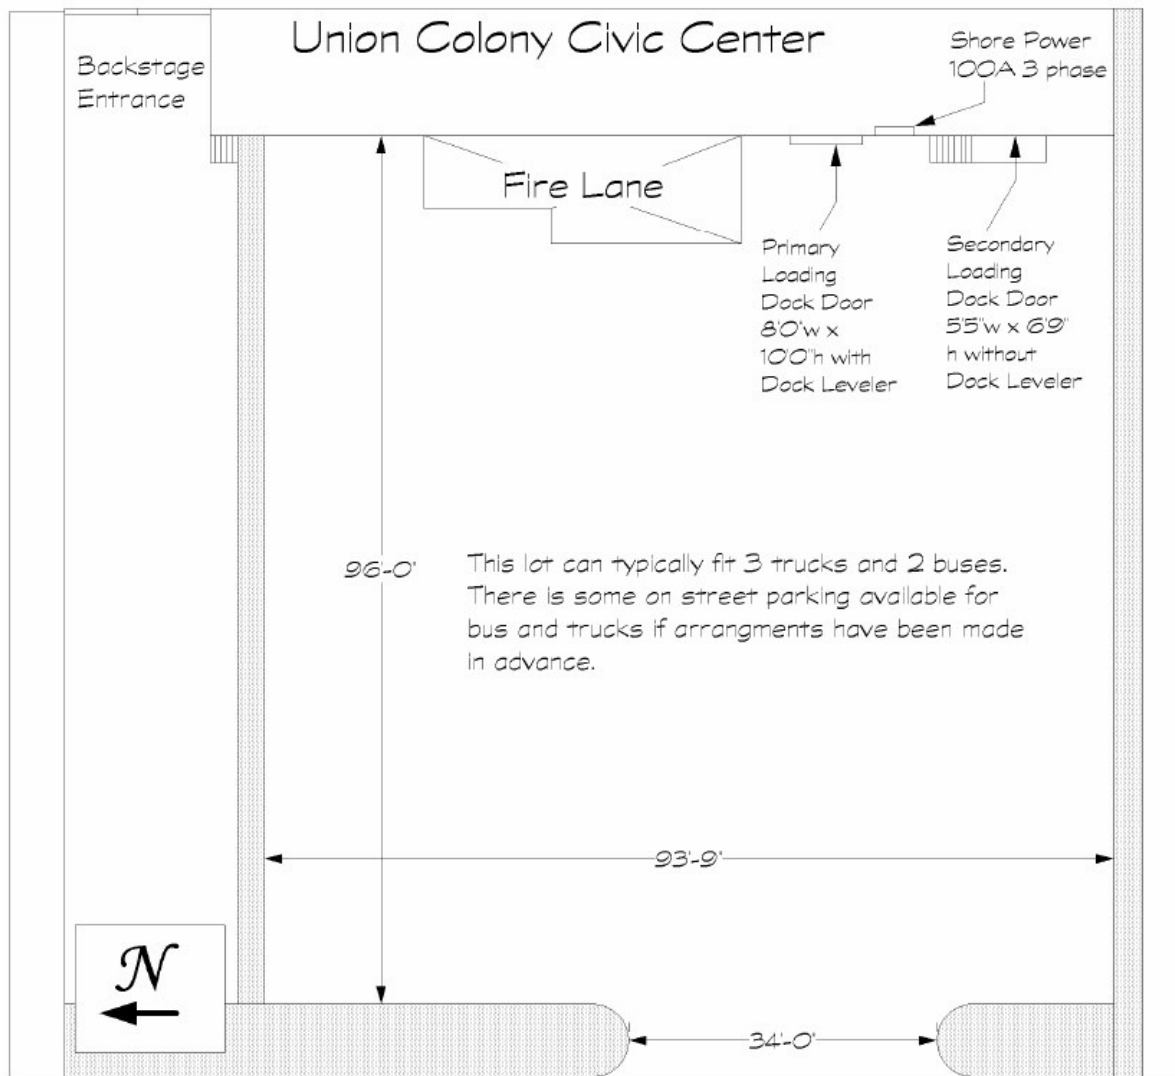 Union Colony Civic Center
Backstage
Entrance
Shore Power
100A 3 phase
Fire Lane
Primary
Loading
Dock Door
8'0"w x
10'0"h with
Dock Leveler
Secondary
Loading
Dock Door
5'5"w x 6'9"
h without
Dock Leveler
96'-0"
This lot can typically fit 3 trucks and 2 buses.
There is some on street parking available for
bus and trucks if arrangments have been made
in advance.
93'-9"
N
34'-0"